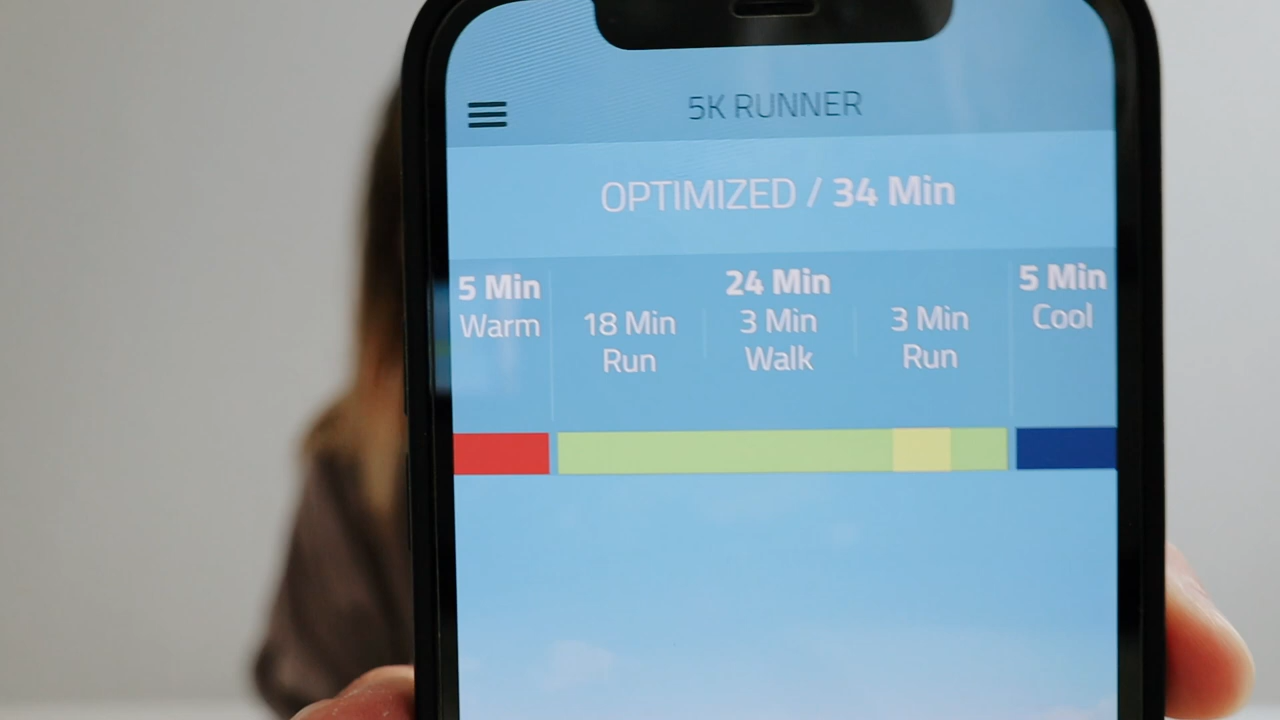 5K RUNNER
OPTIMIZED / 34 Min
5 Min
Warm
24 Min
18 Min
Run
3 Min
Walk
3 Min
Run
5 Min
Cool